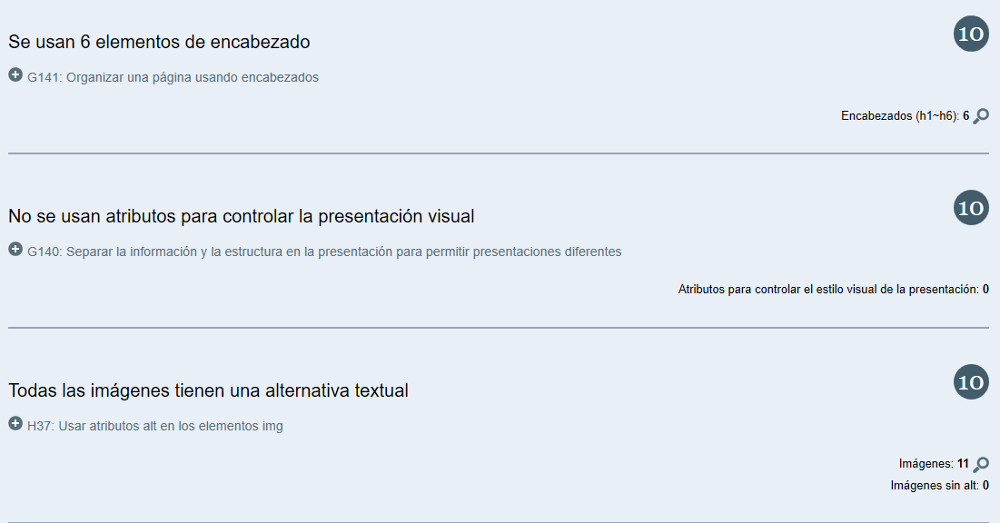 Se usan 6 elementos de encabezado
10
G141: Organizar una página usando encabezados
Encabezados (h1~h6): 6
No se usan atributos para controlar la presentación visual
10
G140: Separar la información y la estructura en la presentación para permitir presentaciones diferentes
Atributos para controlar el estilo visual de la presentación: 0
Todas las imágenes tienen una alternativa textual
10
H37: Usar atributos alt en los elementos img
Imágenes: 11
Imágenes sin alt: 0